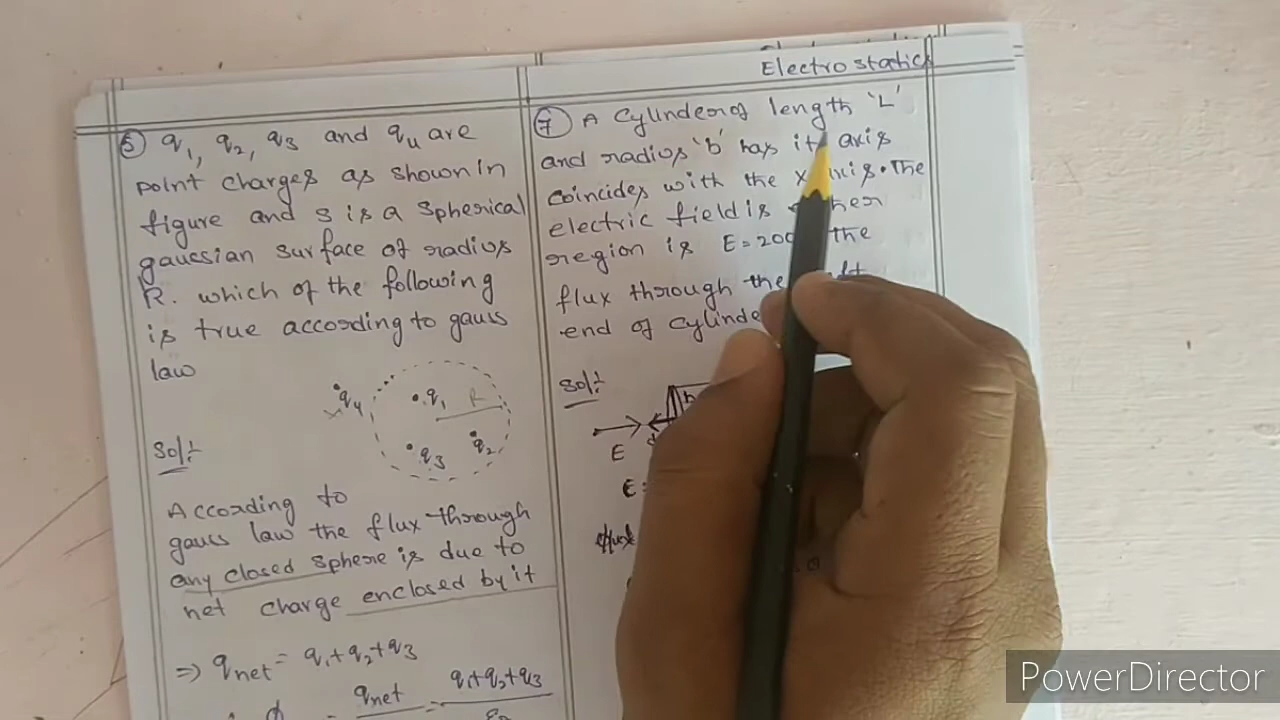 Electrostatics
5 q1, q2, q3 and q4 are
point charges as shown in
figure and S is a spherical
gaussian surface of radius
R. which of the following
is true according to gauss
law
q4
q1
R
q3
q2
Sol:
According to
gauss law the flux through
any closed sphere is due to
net charge enclosed by it
⇒ qnet = q1+q2+q3
qnet = q1+q2+q3
7 A cylinder of length 'L'
and radius 'b' has its axis
coincides with the x axis. The
electric field is
region is E=200 the
flux through the
end of
Sol:
b
E
E=
PowerDirector